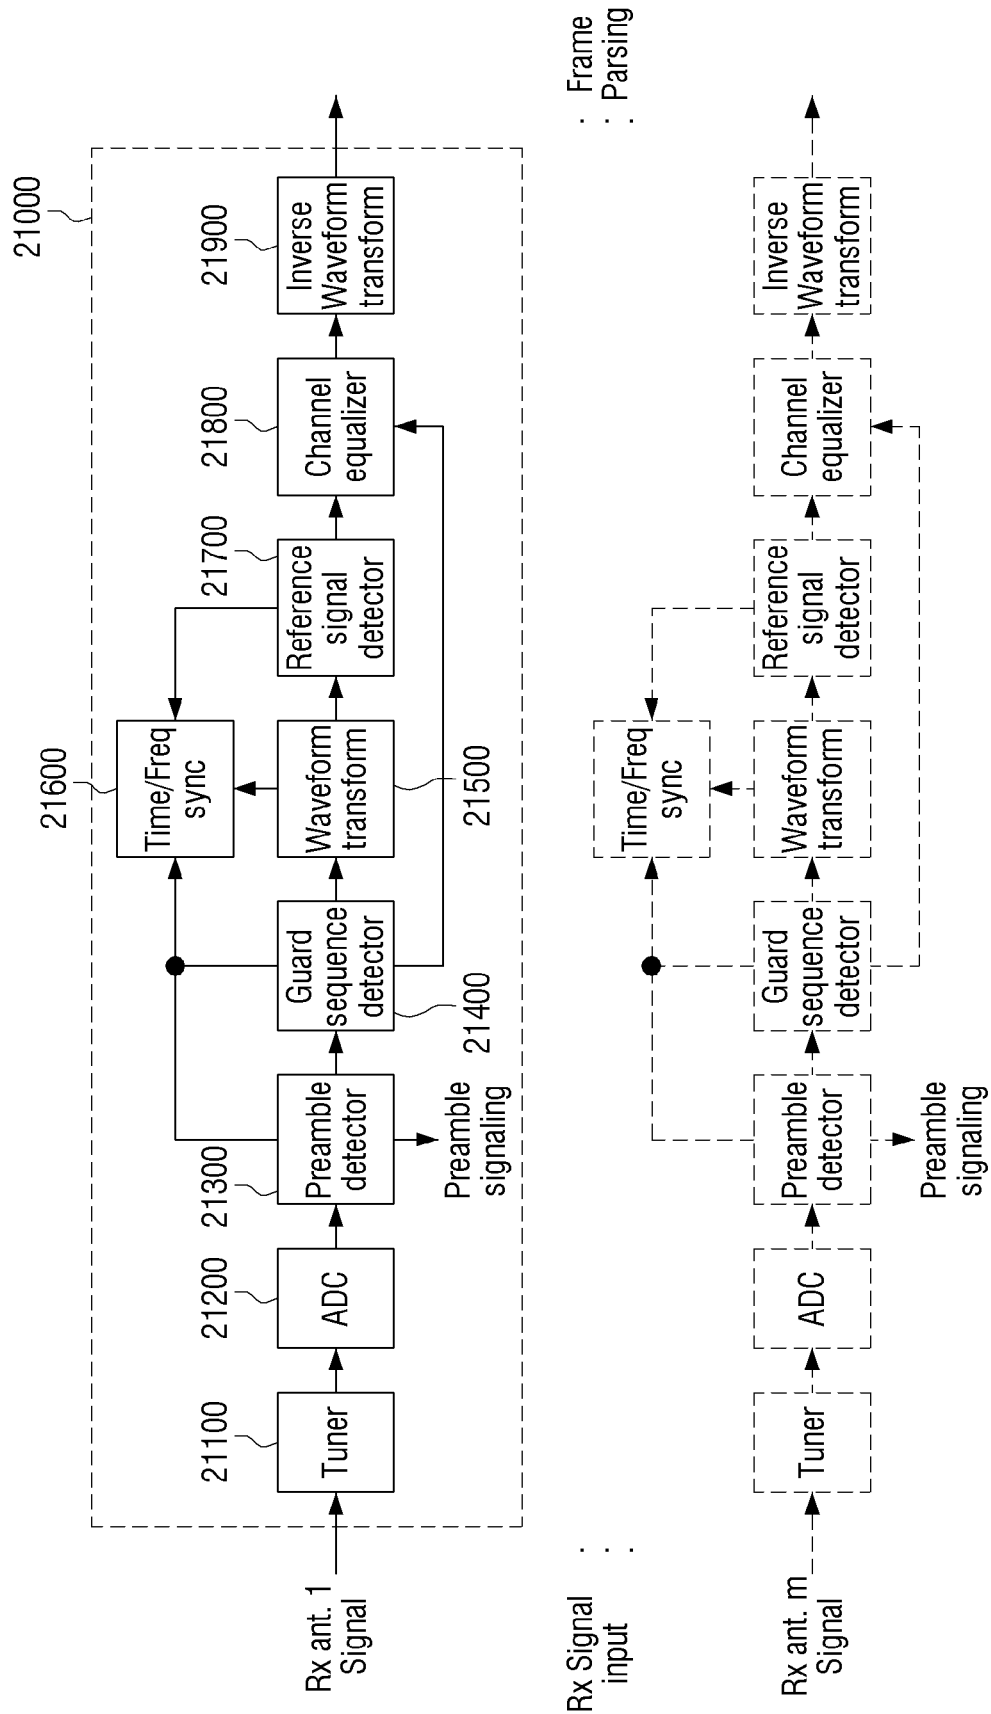 21000
21600
21100
21200
21300
21700
21800
21900
Time/Freq
sync
Rx ant. 1
Signal
Tuner
ADC
Preamble
detector
Guard
sequence
detector
Waveform
transform
Reference
signal
detector
Channel
equalizer
Inverse
Waveform
transform
Preamble
signaling
21400
21500
Rx Signal
input
. . .
. . .
Frame
Parsing
Time/Freq
sync
Rx ant. m
Signal
Tuner
ADC
Preamble
detector
Guard
sequence
detector
Waveform
transform
Reference
signal
detector
Channel
equalizer
Inverse
Waveform
transform
Preamble
signaling